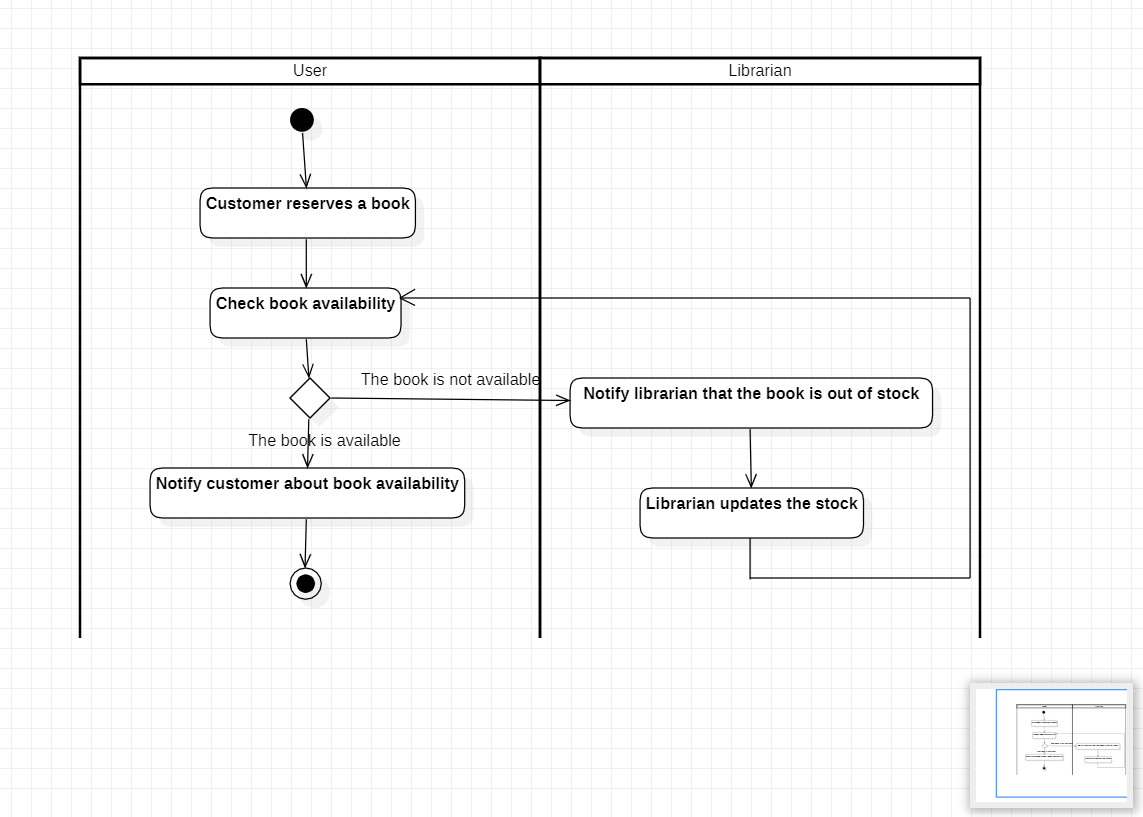 User
Librarian
Customer reserves a book
Check book availability
The book is not available
Notify librarian that the book is out of stock
The book is available
Notify customer about book availability
Librarian updates the stock